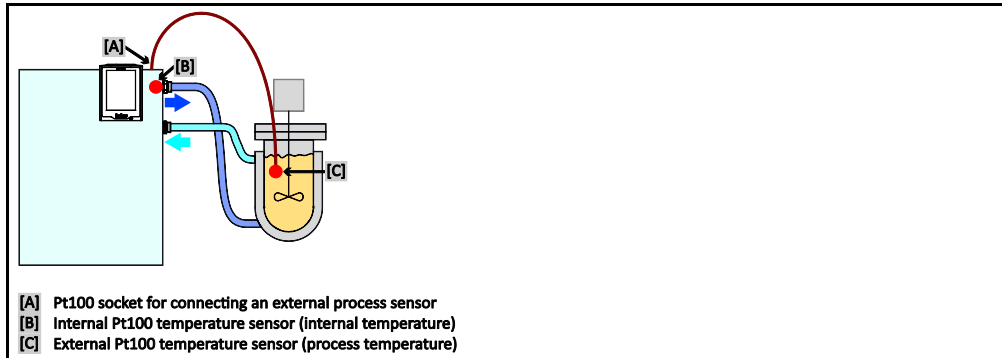 [A]
[B]
[C]
[A] Pt100 socket for connecting an external process sensor
[B] Internal Pt100 temperature sensor (internal temperature)
[C] External Pt100 temperature sensor (process temperature)